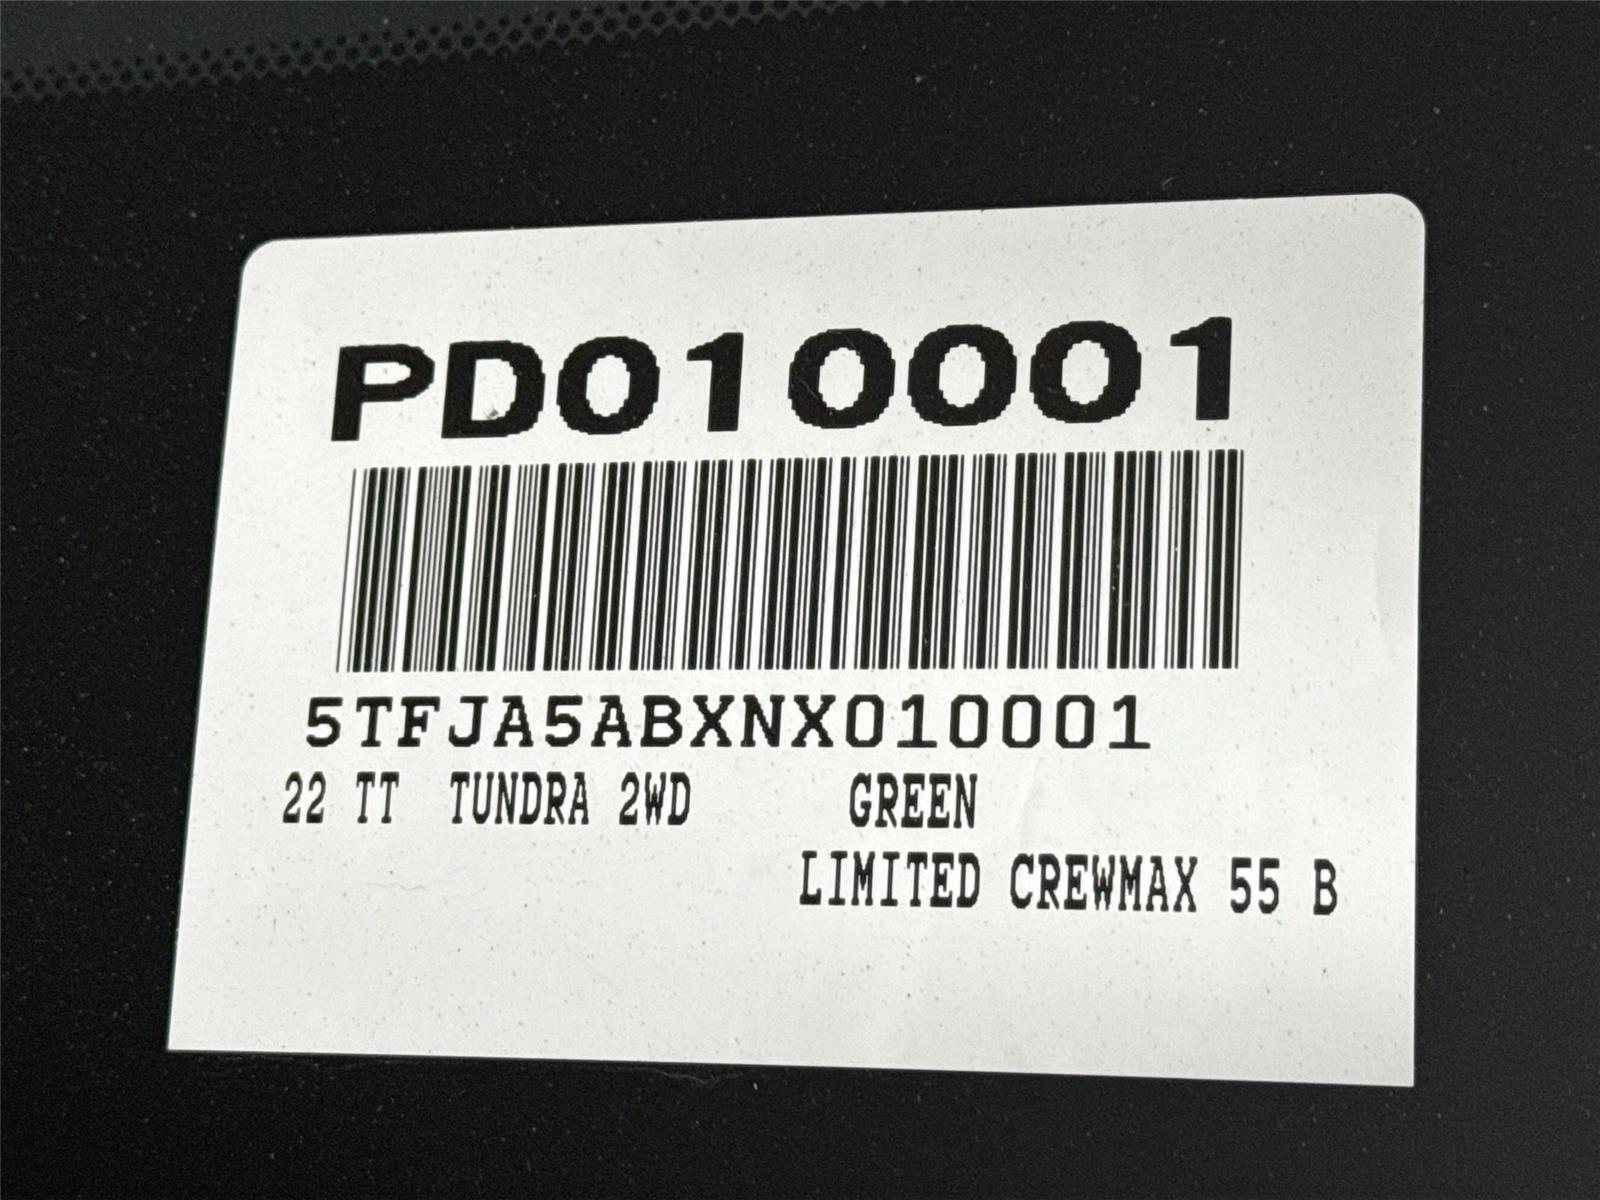 PD010001
5TFJA5ABXNX010001
22 TT TUNDRA 2WD GREEN
LIMITED CREWMAX 55 B